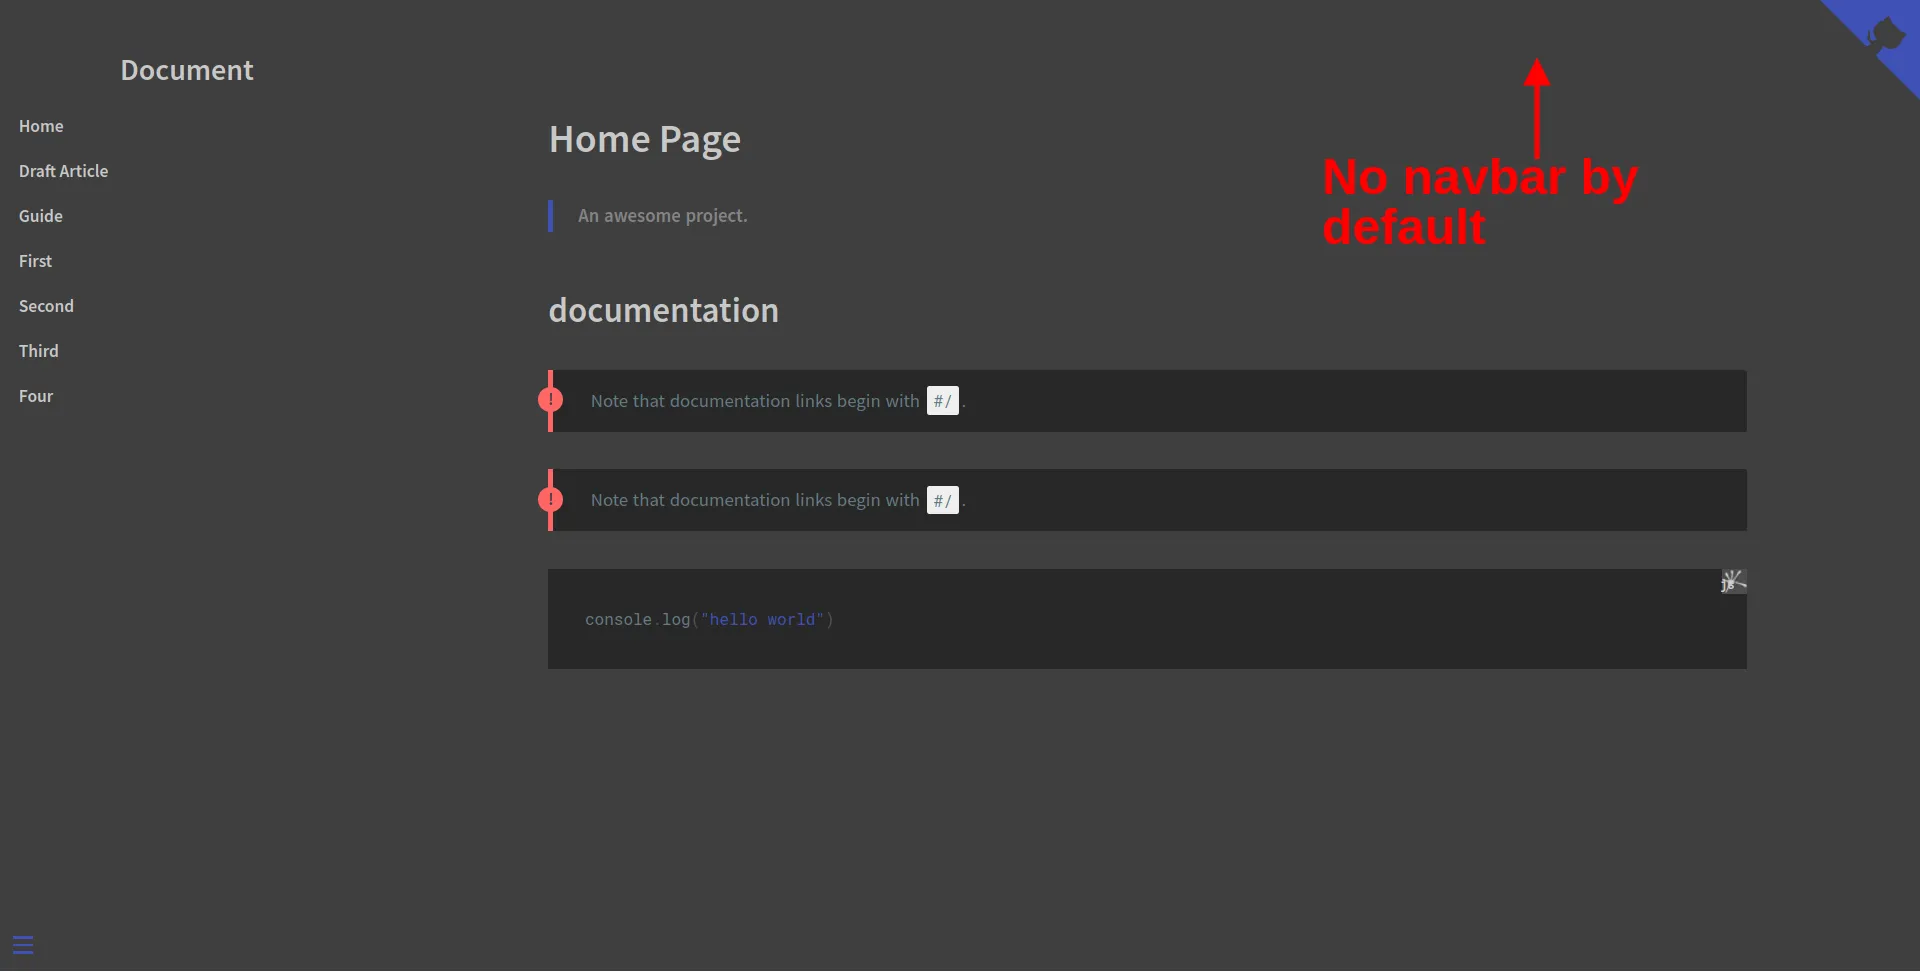 Document
Home
Draft Article
Guide
First
Second
Third
Four
Home Page
An awesome project.
No navbar by
default
documentation
! Note that documentation links begin with #/ .
! Note that documentation links begin with #/ .
js
console.log("hello world")